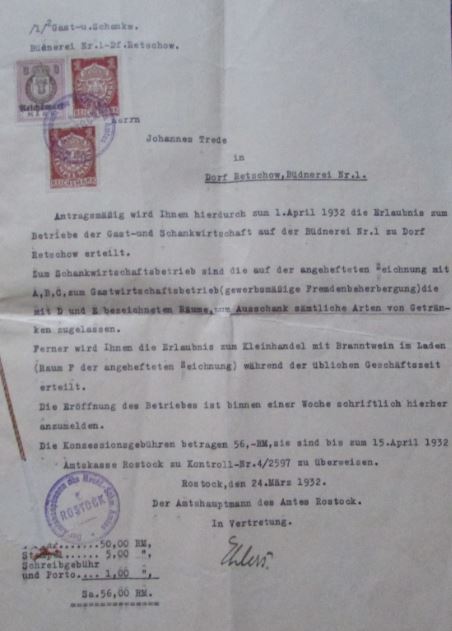 Gast-u.Schankw.
Büdnerei Nr.1-Df.Retschow.
Reichsmark
REICHSMARK
REICHSMARK
Herrn
Johannes Trede
in
Dorf Retschow,Büdnerei Nr.1.
Antragsmäßig wird Ihnen hierdurch zum 1.April 1932 die Erlaubnis zum
Betriebe der Gast-und Schankwirtschaft auf der Büdnerei Nr.1 zu Dorf
Retschow erteilt.
Zum Schankwirtschaftsbetrieb sind die auf der angehefteten Zeichnung mit
A,B,C,zum Gastwirtschaftsbetrieb(gewerbsmäßige Fremdenbeherbergung)die
mit D und E bezeichneten Räume,zum Ausschank sämtliche Arten von Geträn-
ken zugelassen.
Ferner wird Ihnen die Erlaubnis zum Kleinhandel mit Branntwein im Laden
(Raum F der angehefteten Zeichnung) während der üblichen Geschäftszeit
erteilt.
Die Eröffnung des Betriebes ist binnen einer Woche schriftlich hierher
anzumelden.
Die Konzessionsgebühren betragen 56,-RM,sie sind bis zum 15.April 1932
Amtskasse Rostock zu Kontroll-Nr.4/2597 zu überweisen.
Rostock,den 24.März 1932.
Der Amtshauptmann des Amtes Rostock.
In Vertretung.
Ehlers.
ROSTOCK
50,00 RM,
5,00 ",
Schreibgebühr
und Porto.... 1,00 ",
Sa.56,00 RM.